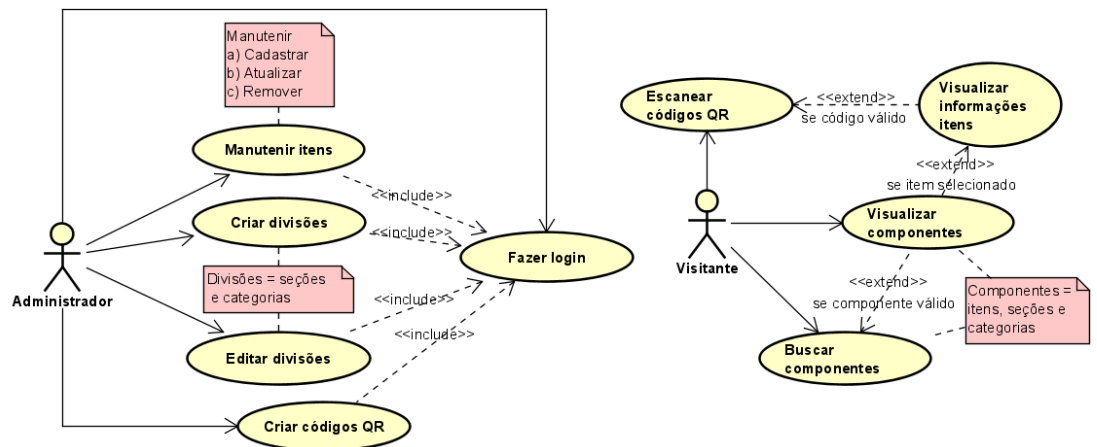 Manutenir
a) Cadastrar
b) Atualizar
c) Remover
Manutenir itens
<<include>>
Criar divisões
<<include>>
Fazer login
Administrador
Divisões = seções
e categorias
<<include>>
<<include>>
Editar divisões
Criar códigos QR
Escanear
códigos QR
<<extend>>
se código válido
Visualizar
informações
itens
<<extend>>
se item selecionado
Visitante
Visualizar
componentes
<<extend>>
se componente válido
Componentes =
itens, seções e
categorias
Buscar
componentes